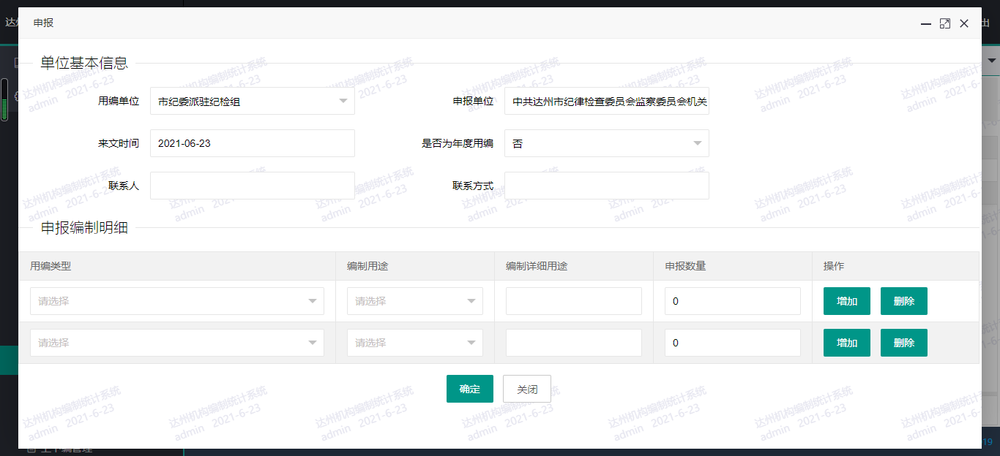 达州
申报
出
单位基本信息
用编单位 市纪委派驻纪检组 申报单位 中共达州市纪律检查委员会监察委员会机关
来文时间 2021-06-23 是否为年度用编 否
联系人 联系方式
申报编制明细
用编类型 编制用途 编制详细用途 申报数量 操作
请选择 请选择 0 增加 删除
请选择 请选择 0 增加 删除
确定 关闭
达州机构编制统计系统
admin 2021-6-23
19